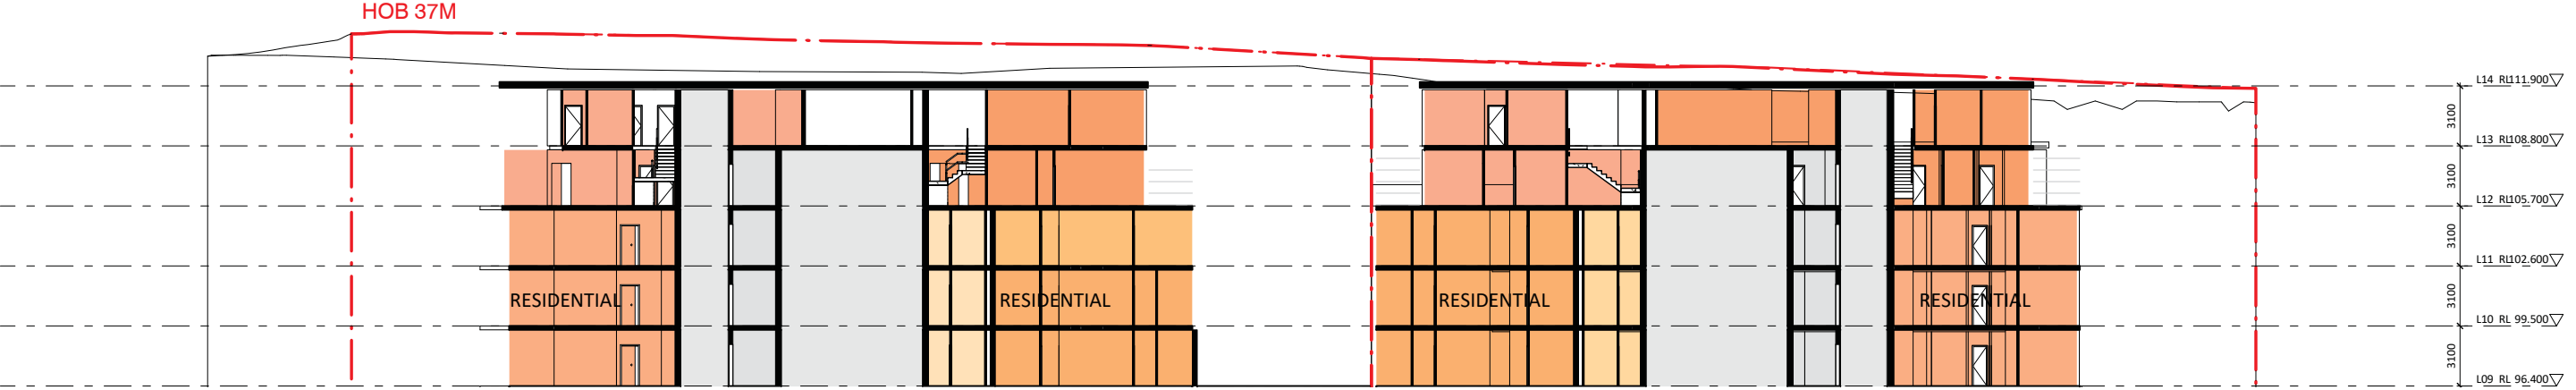 HOB 37M
L14 RL111.900
3100
L13 RL108.800
3100
L12 RL105.700
3100
L11 RL102.600
RESIDENTIAL RESIDENTIAL RESIDENTIAL RESIDENTIAL
3100
L10 RL 99.500
3100
L09 RL 96.400